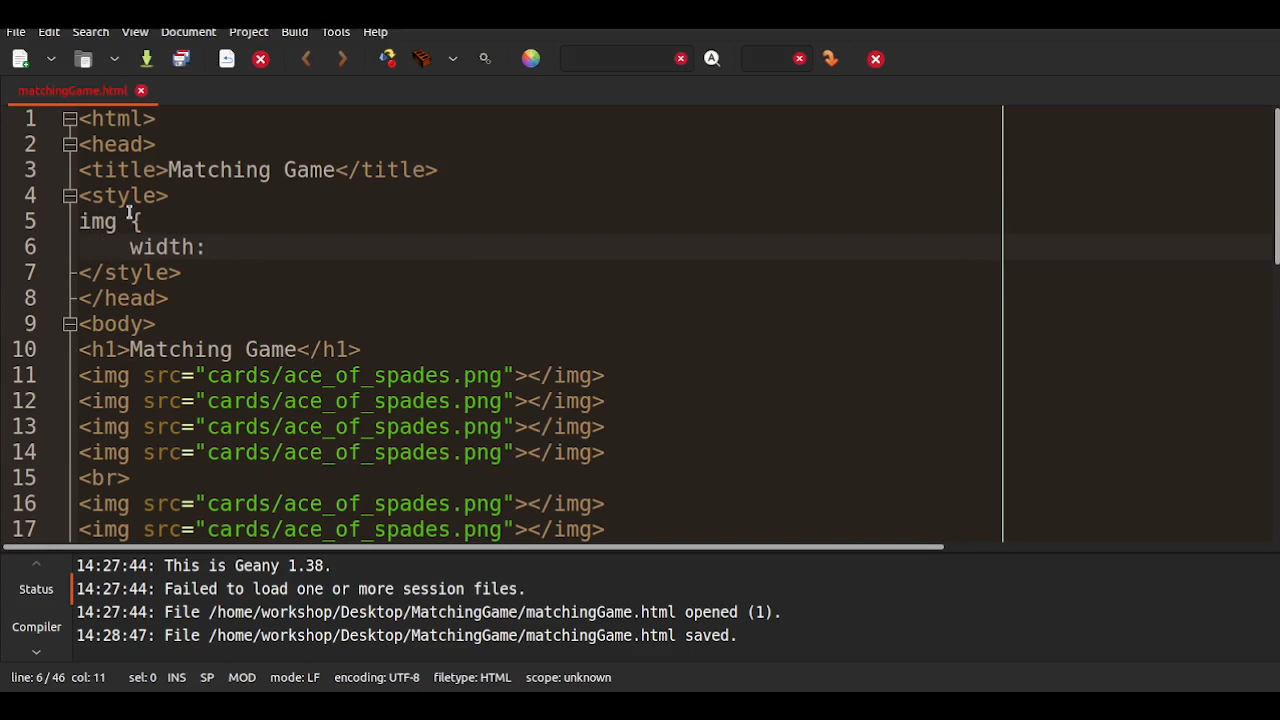 File Edit Search View Document Project Build Tools Help
matchingGame.html
1 <html>
2 <head>
3 <title>Matching Game</title>
4 <style>
5 img {
6 width:
7 </style>
8 </head>
9 <body>
10 <h1>Matching Game</h1>
11 <img src="cards/ace_of_spades.png"></img>
12 <img src="cards/ace_of_spades.png"></img>
13 <img src="cards/ace_of_spades.png"></img>
14 <img src="cards/ace_of_spades.png"></img>
15 <br>
16 <img src="cards/ace_of_spades.png"></img>
17 <img src="cards/ace_of_spades.png"></img>
Status
Compiler
14:27:44: This is Geany 1.38.
14:27:44: Failed to load one or more session files.
14:27:44: File /home/workshop/Desktop/MatchingGame/matchingGame.html opened (1).
14:28:47: File /home/workshop/Desktop/MatchingGame/matchingGame.html saved.
line: 6 / 46 col: 11 sel: 0 INS SP MOD mode: LF encoding: UTF-8 filetype: HTML scope: unknown